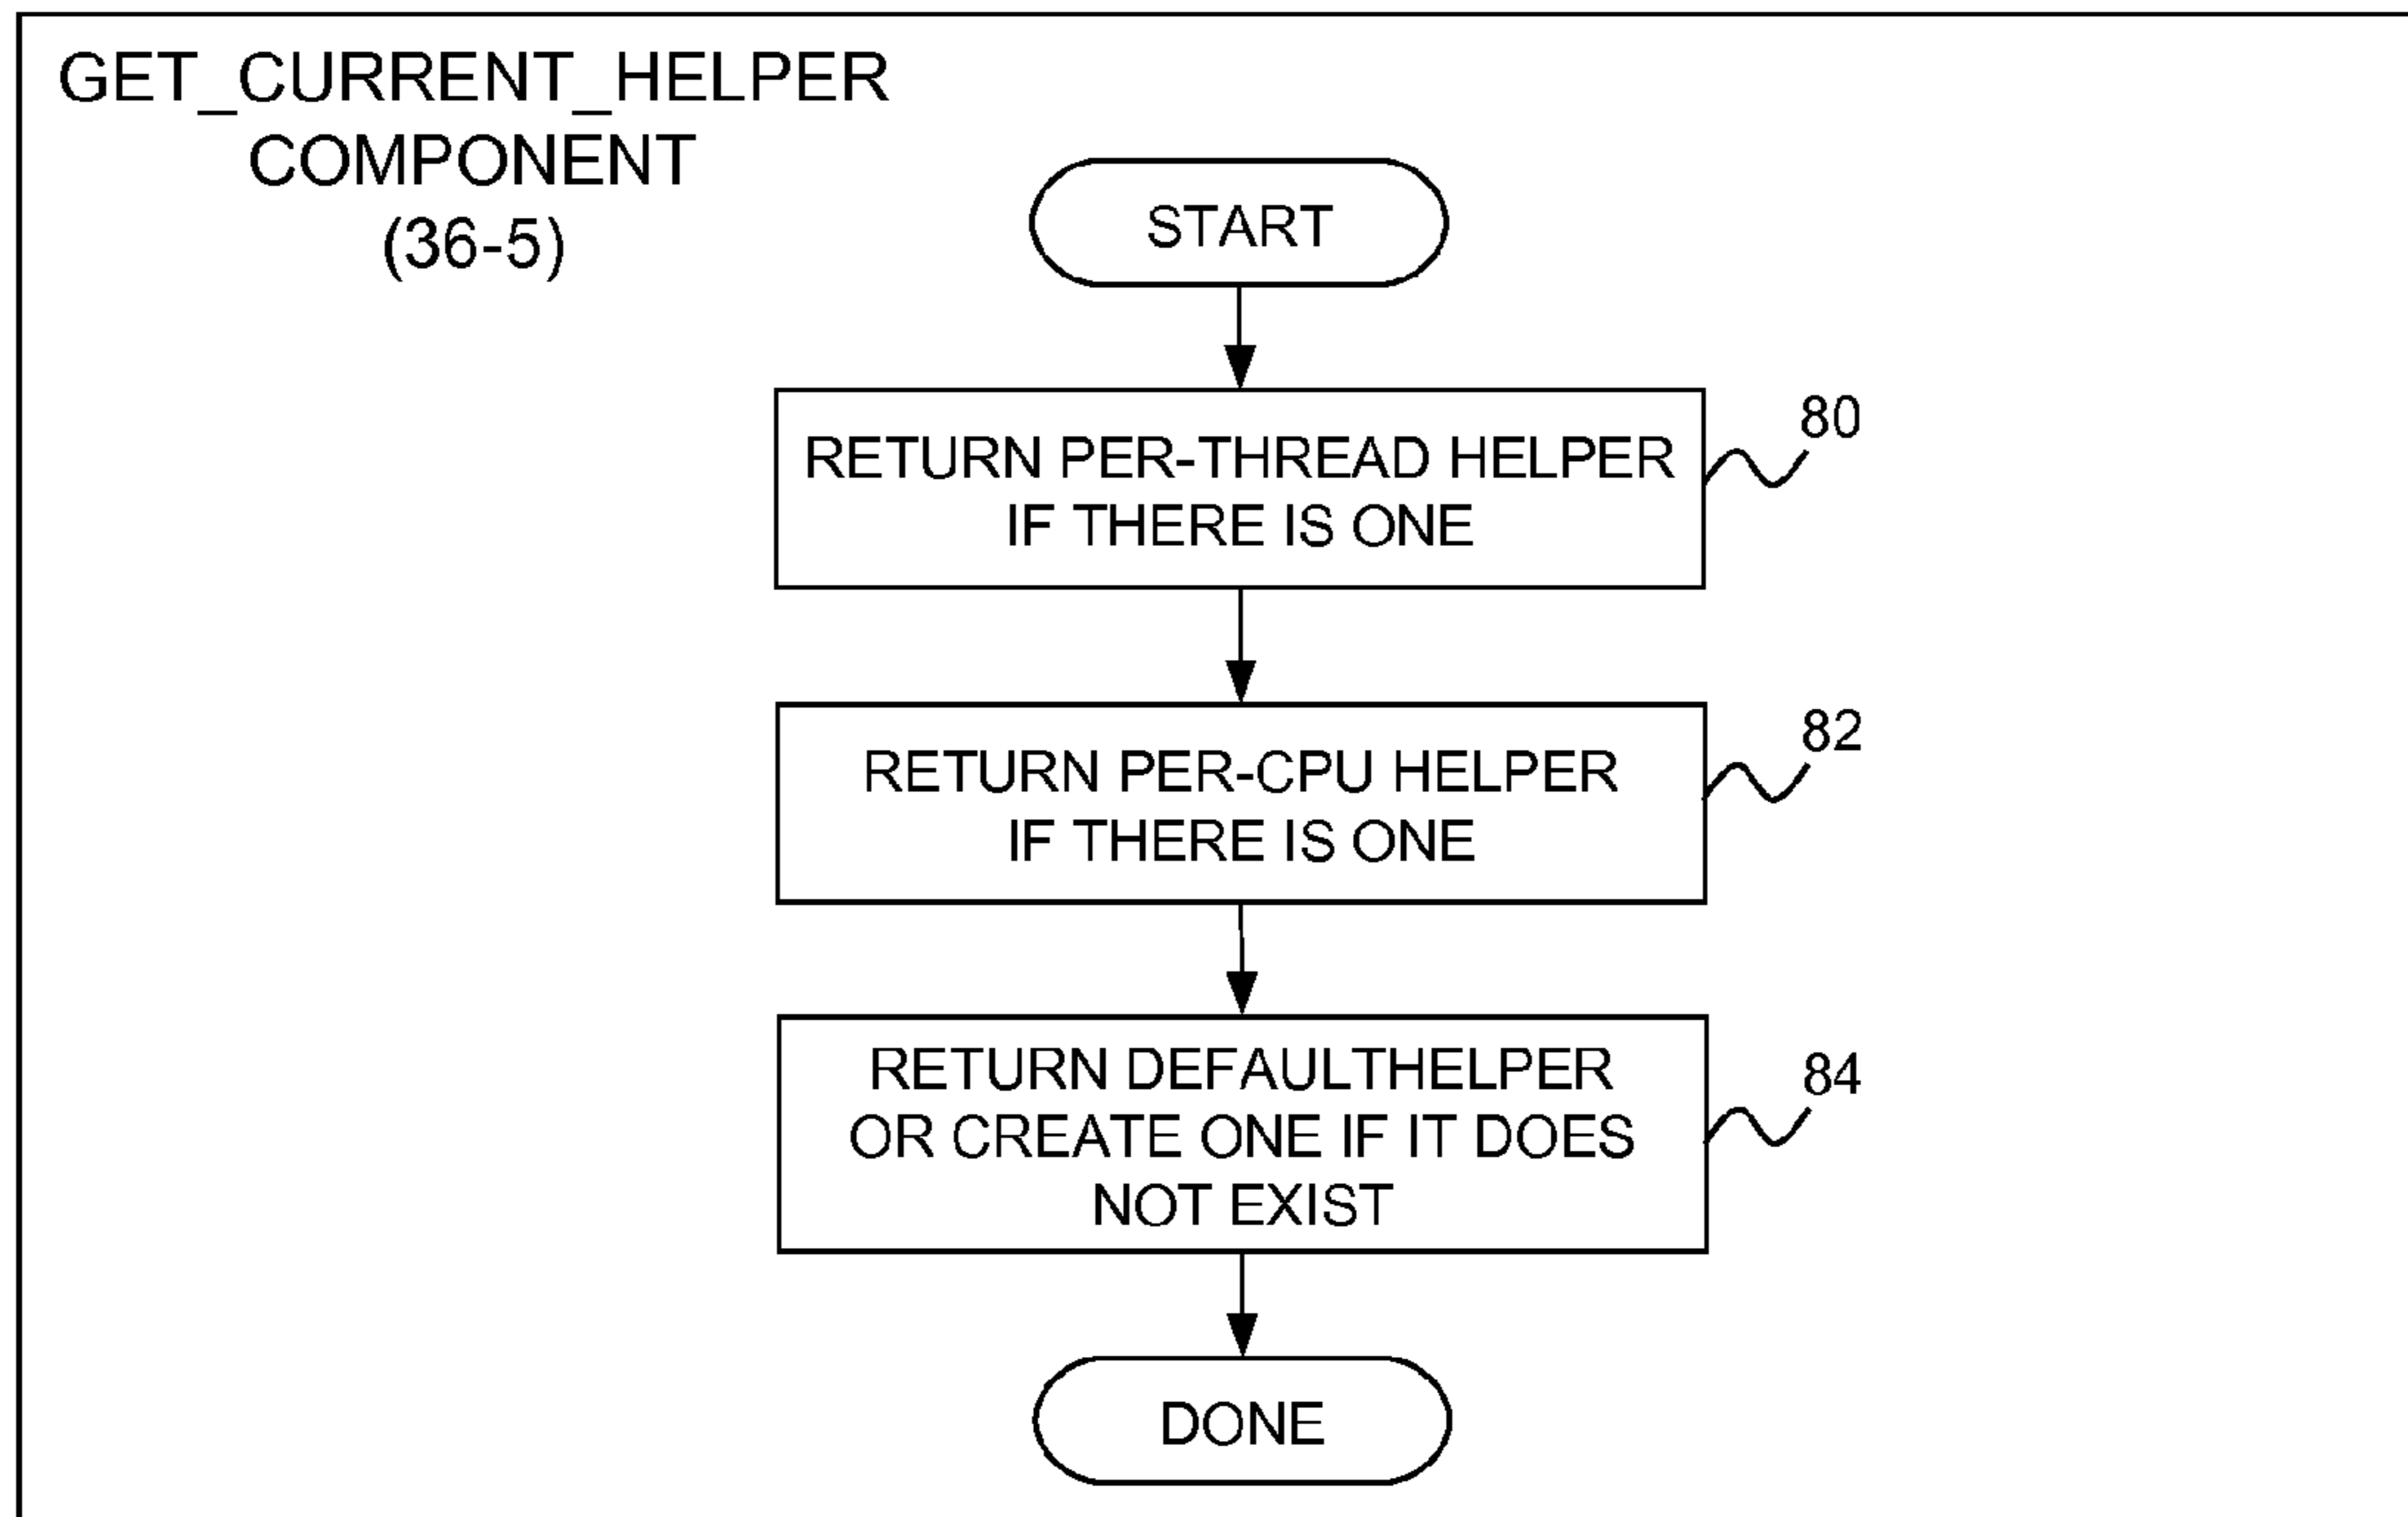 GET_CURRENT_HELPER
COMPONENT
(36-5)
START
RETURN PER-THREAD HELPER
IF THERE IS ONE
80
RETURN PER-CPU HELPER
IF THERE IS ONE
82
RETURN DEFAULTHELPER
OR CREATE ONE IF IT DOES
NOT EXIST
84
DONE